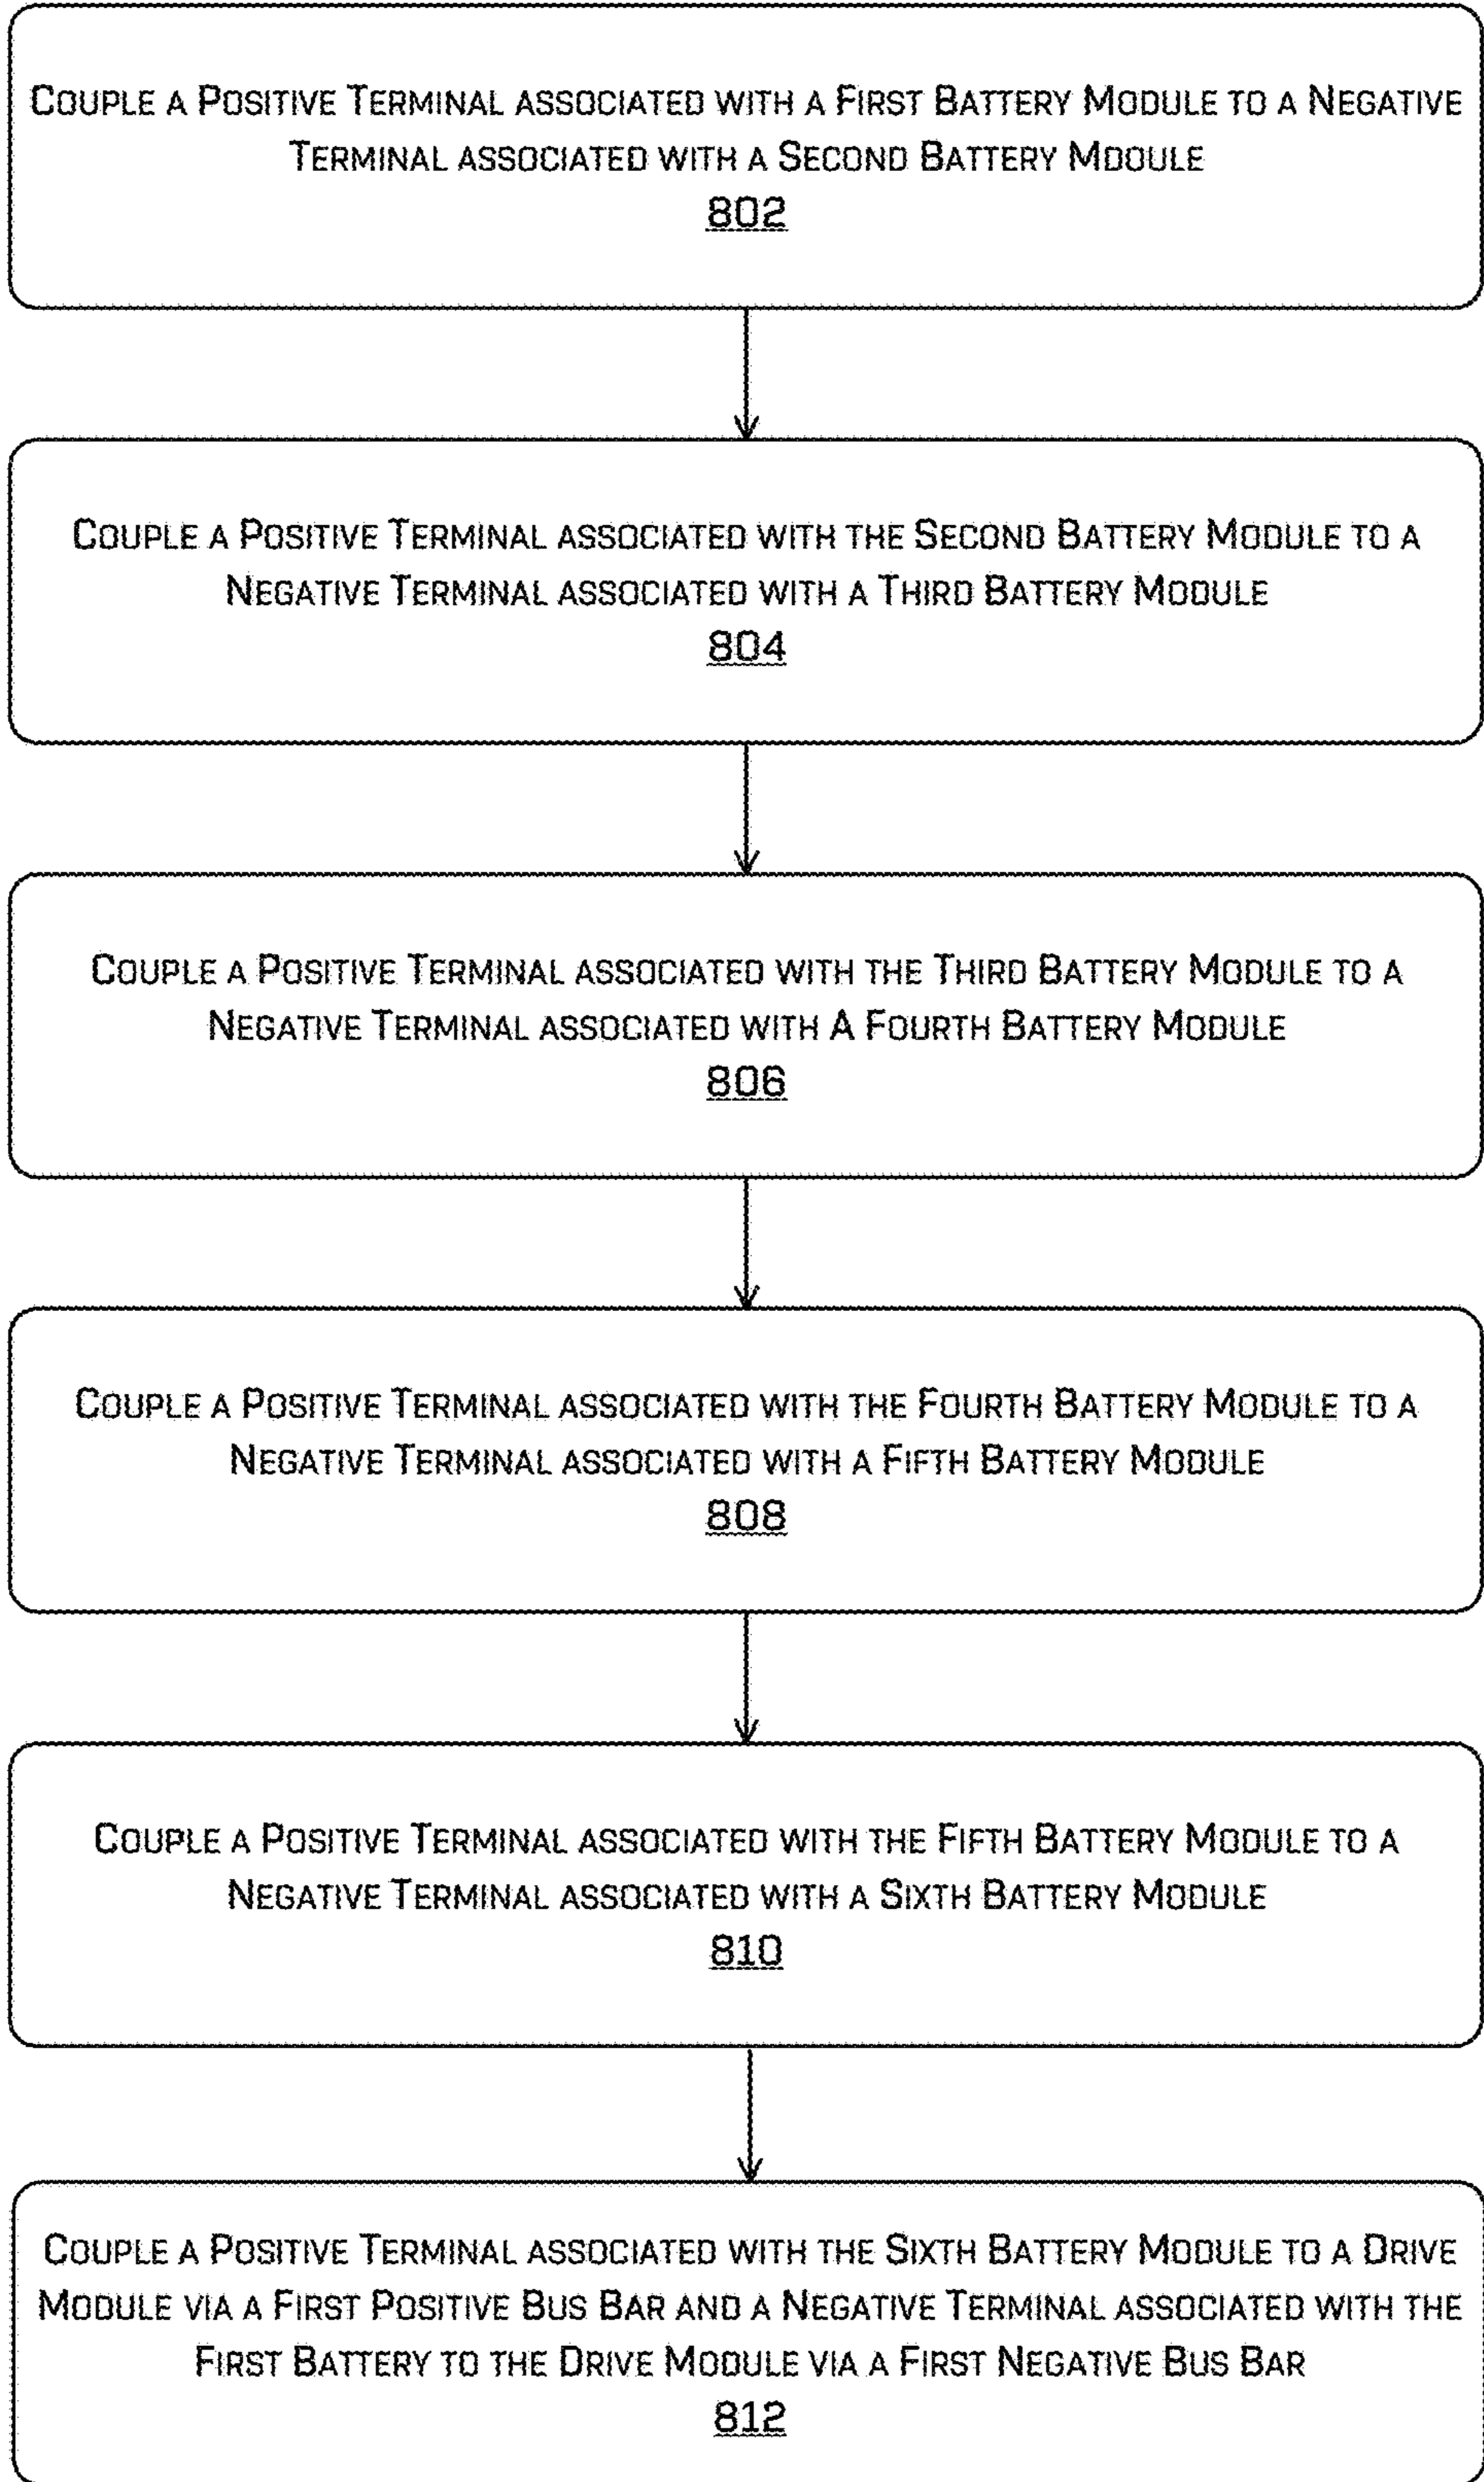 Couple a Positive Terminal associated with a First Battery Module to a Negative
Terminal associated with a Second Battery Module
802
Couple a Positive Terminal associated with the Second Battery Module to a
Negative Terminal associated with a Third Battery Module
804
Couple a Positive Terminal associated with the Third Battery Module to a
Negative Terminal associated with A Fourth Battery Module
806
Couple a Positive Terminal associated with the Fourth Battery Module to a
Negative Terminal associated with a Fifth Battery Module
808
Couple a Positive Terminal associated with the Fifth Battery Module to a
Negative Terminal associated with a Sixth Battery Module
810
Couple a Positive Terminal associated with the Sixth Battery Module to a Drive
Module via a First Positive Bus Bar and a Negative Terminal associated with the
First Battery to the Drive Module via a First Negative Bus Bar
812